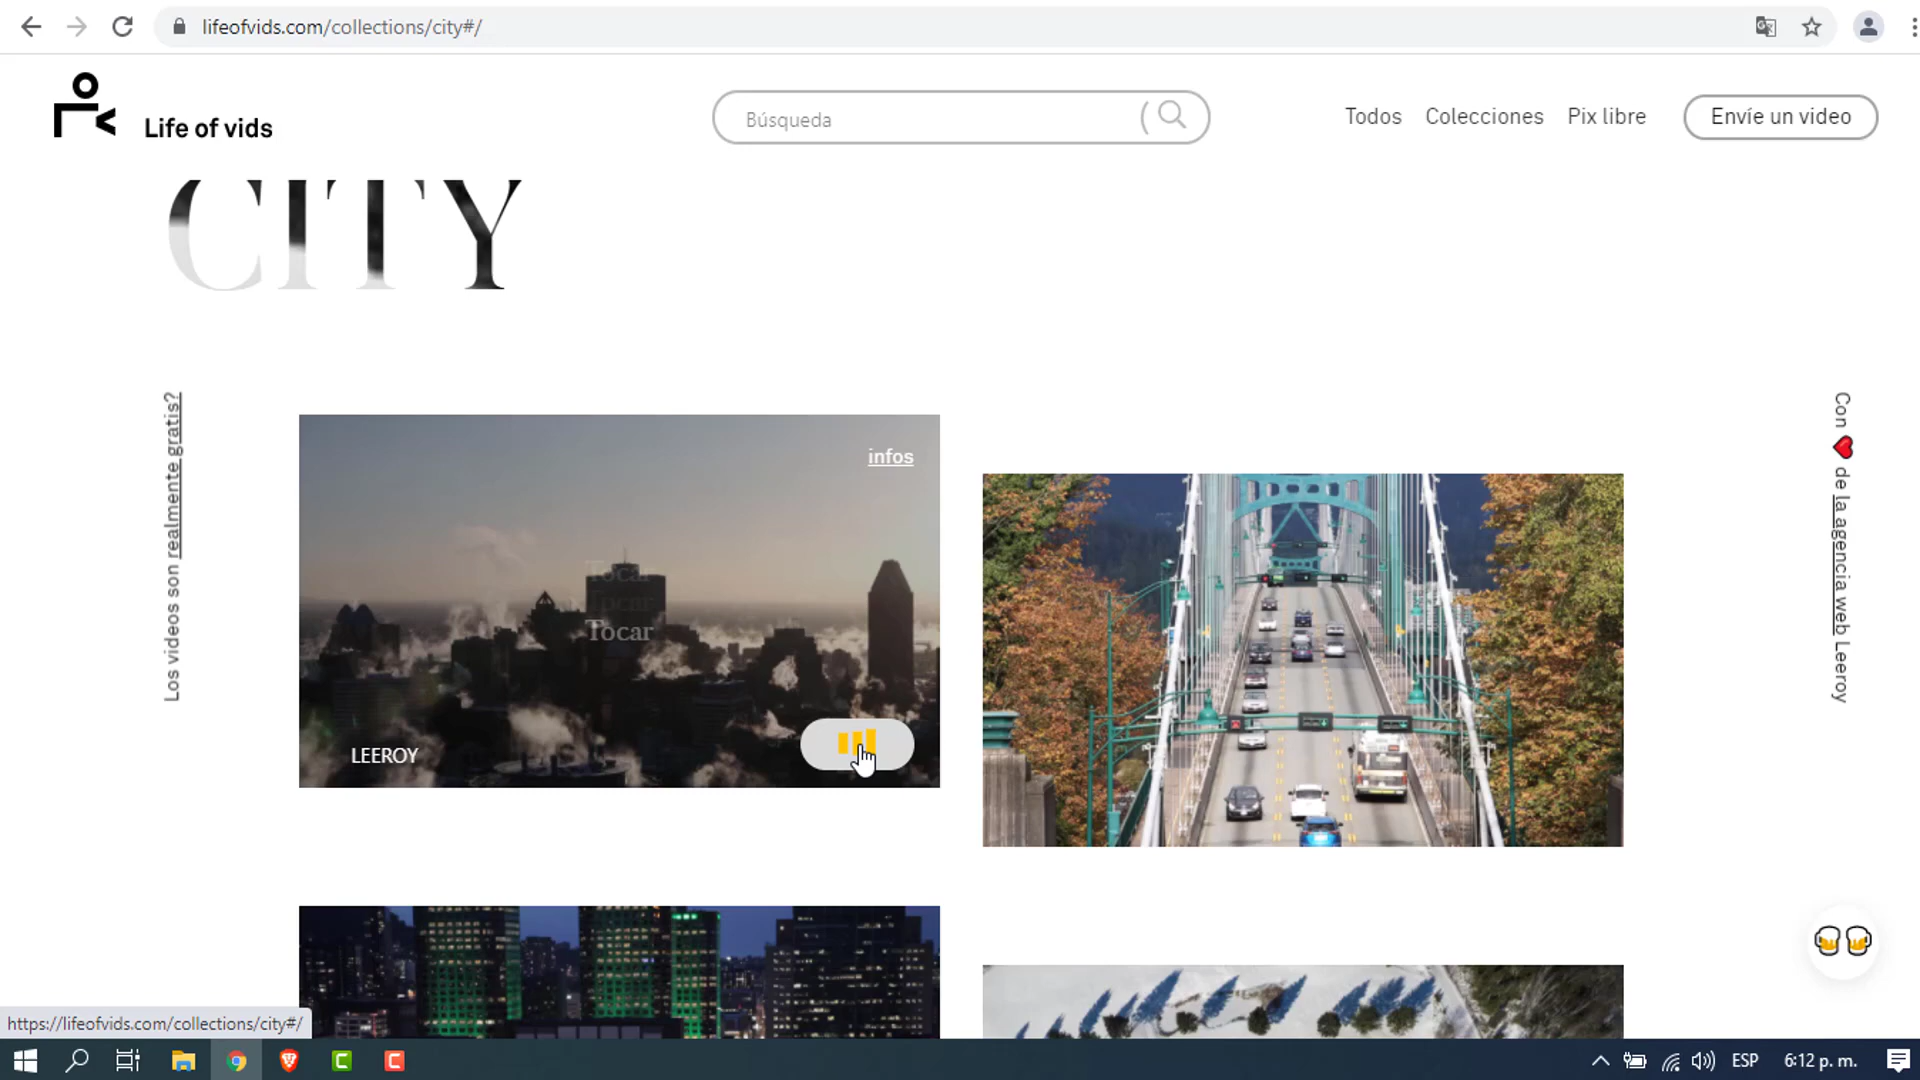 lifeofvids.com/collections/city#/
Life of vids
Búsqueda
Todos
Colecciones
Pix libre
Envíe un video
CITY
Los videos son realmente gratis?
infos
Tocar
Tocar
Tocar
LEEROY
Con ❤ de la agencia web Leeroy
https://lifeofvids.com/collections/city#/
ESP
6:12 p. m.